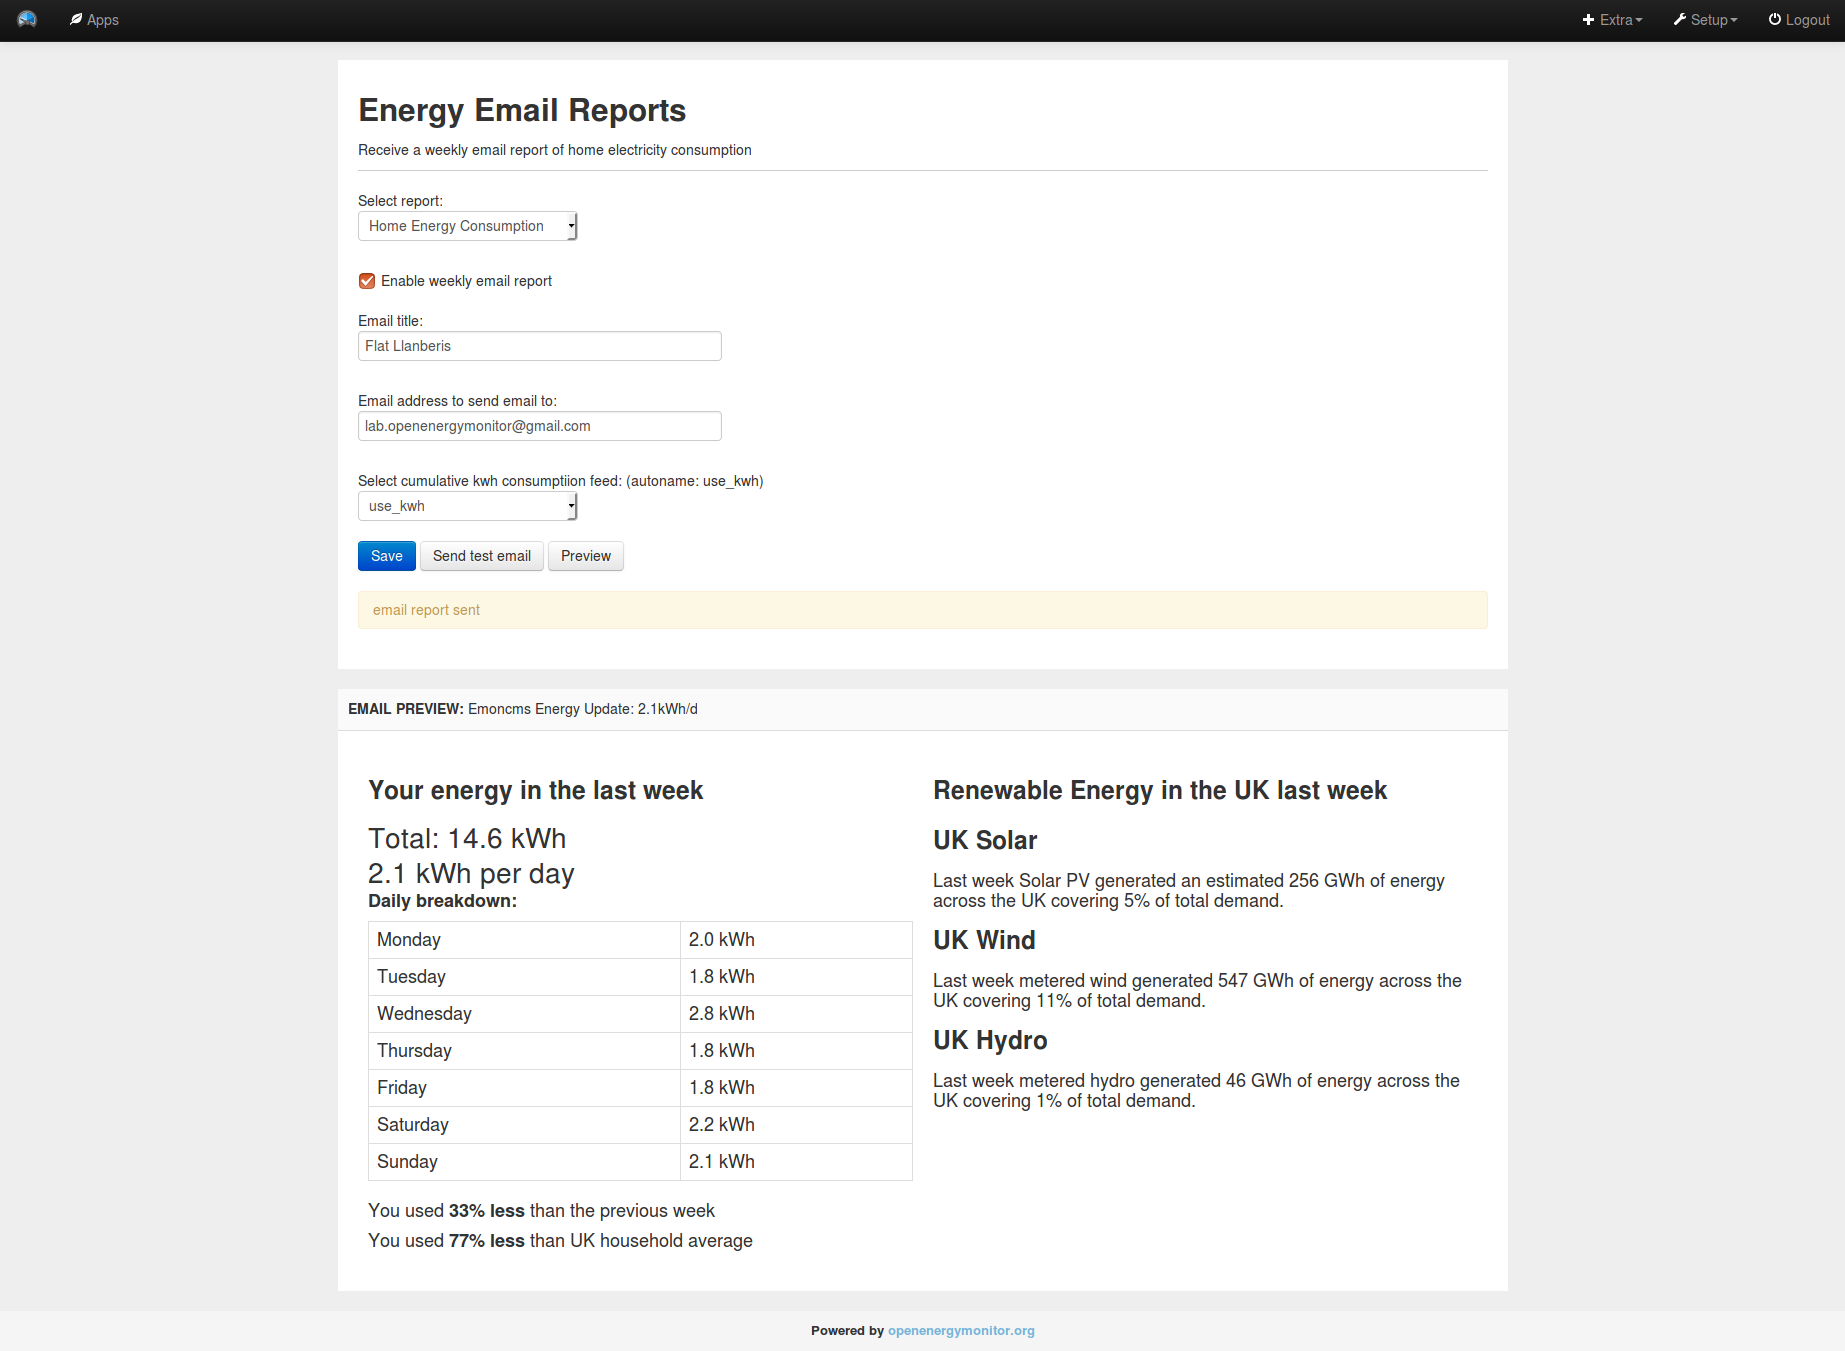 Apps
Extra
Setup
Logout
Energy Email Reports
Receive a weekly email report of home electricity consumption
Select report:
Home Energy Consumption
Enable weekly email report
Email title:
Flat Llanberis
Email address to send email to:
lab.openenergymonitor@gmail.com
Select cumulative kwh consumptiion feed: (autoname: use_kwh)
use_kwh
Save
Send test email
Preview
email report sent
EMAIL PREVIEW: Emoncms Energy Update: 2.1kWh/d
Your energy in the last week
Total: 14.6 kWh
2.1 kWh per day
Daily breakdown:
Monday 2.0 kWh
Tuesday 1.8 kWh
Wednesday 2.8 kWh
Thursday 1.8 kWh
Friday 1.8 kWh
Saturday 2.2 kWh
Sunday 2.1 kWh
You used 33% less than the previous week
You used 77% less than UK household average
Renewable Energy in the UK last week
UK Solar
Last week Solar PV generated an estimated 256 GWh of energy
across the UK covering 5% of total demand.
UK Wind
Last week metered wind generated 547 GWh of energy across the
UK covering 11% of total demand.
UK Hydro
Last week metered hydro generated 46 GWh of energy across the
UK covering 1% of total demand.
Powered by openenergymonitor.org